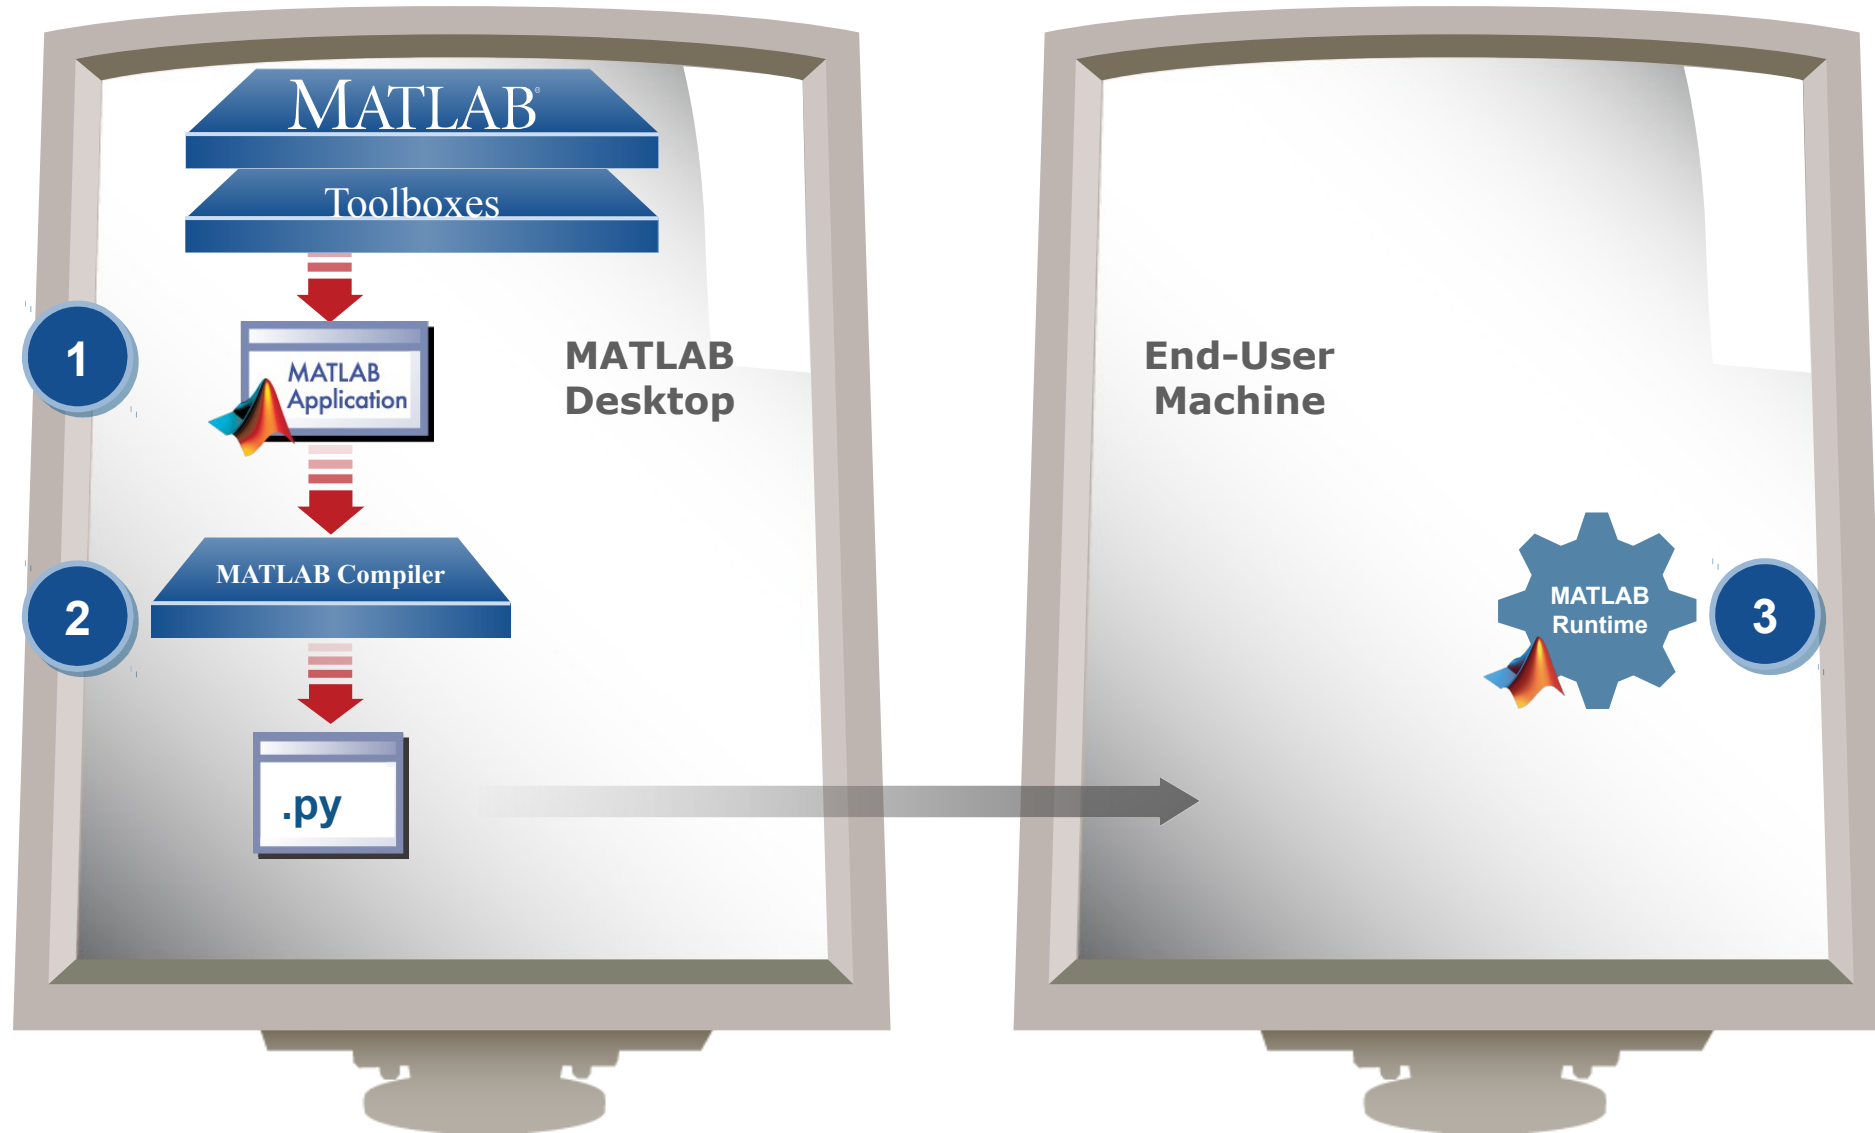 MATLAB®
Toolboxes
1
MATLAB
Application
MATLAB
Desktop
2
MATLAB Compiler
.py
End-User
Machine
MATLAB
Runtime
3